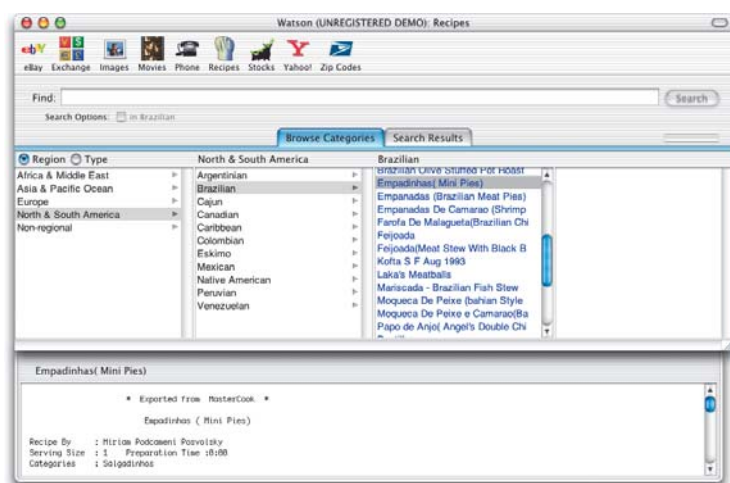 Watson (UNREGISTERED DEMO): Recipes
ebY
V S
E C
Y!
eBay Exchange Images Movies Phone Recipes Stocks Yahoo! Zip Codes
Find:
Search
Search Options: in Brazilian
Browse Categories Search Results
Region Type
Africa & Middle East
Asia & Pacific Ocean
Europe
North & South America
Non-regional
North & South America
Argentinian
Brazilian
Cajun
Canadian
Caribbean
Colombian
Eskimo
Mexican
Native American
Peruvian
Venezuelan
Brazilian
Brazilian Olive Stuffed Pot Roast
Empadinhas( Mini Pies)
Empanadas (Brazilian Meat Pies)
Empanadas De Camarao (Shrimp
Farofa De Malagueta(Brazilian Chi
Feijoada
Feijoada(Meat Stew With Black B
Kofta S F Aug 1993
Laka's Meatballs
Mariscada - Brazilian Fish Stew
Moqueca De Peixe (bahian Style
Moqueca De Peixe e Camarao(Ba
Papo de Anjo( Angel's Double Chi
Empadinhas( Mini Pies)
* Exported from MasterCook *
Empadinhas ( Mini Pies)
Recipe By : Miriam Podcameni Posvolsky
Serving Size : 1 Preparation Time :0:00
Categories : Salgadinhos